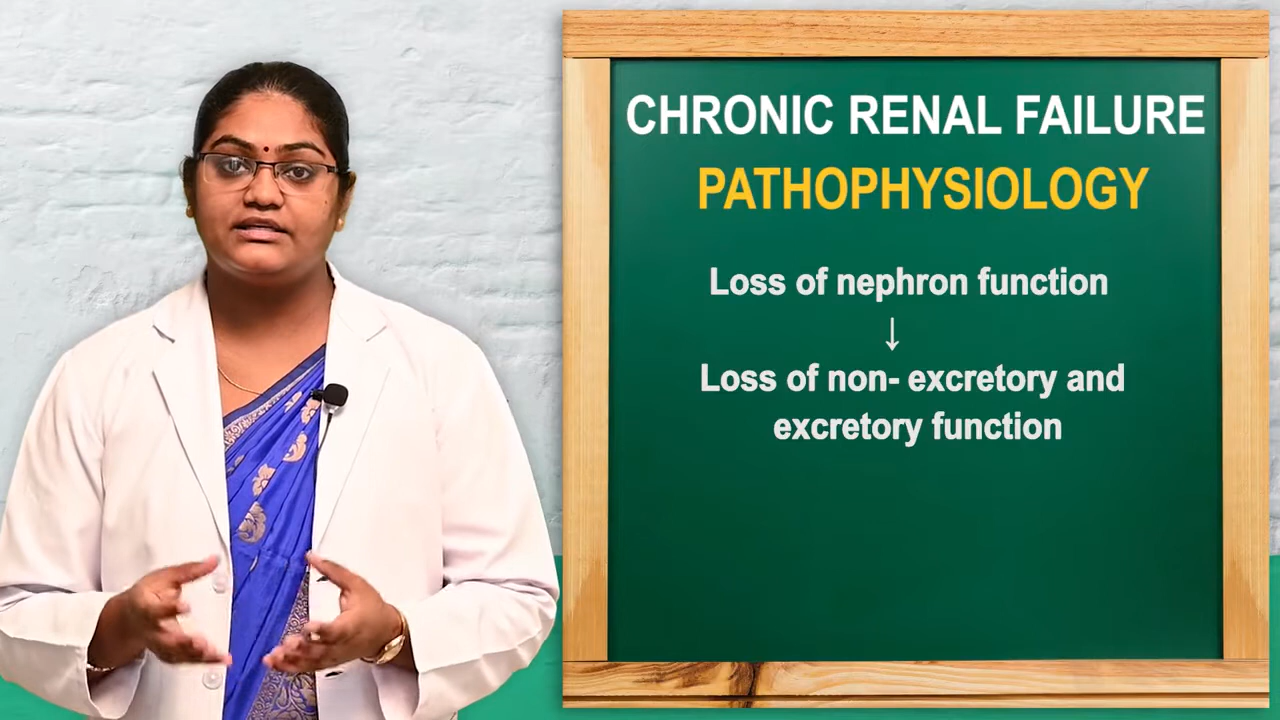 CHRONIC RENAL FAILURE
PATHOPHYSIOLOGY
Loss of nephron function
↓
Loss of non- excretory and
excretory function